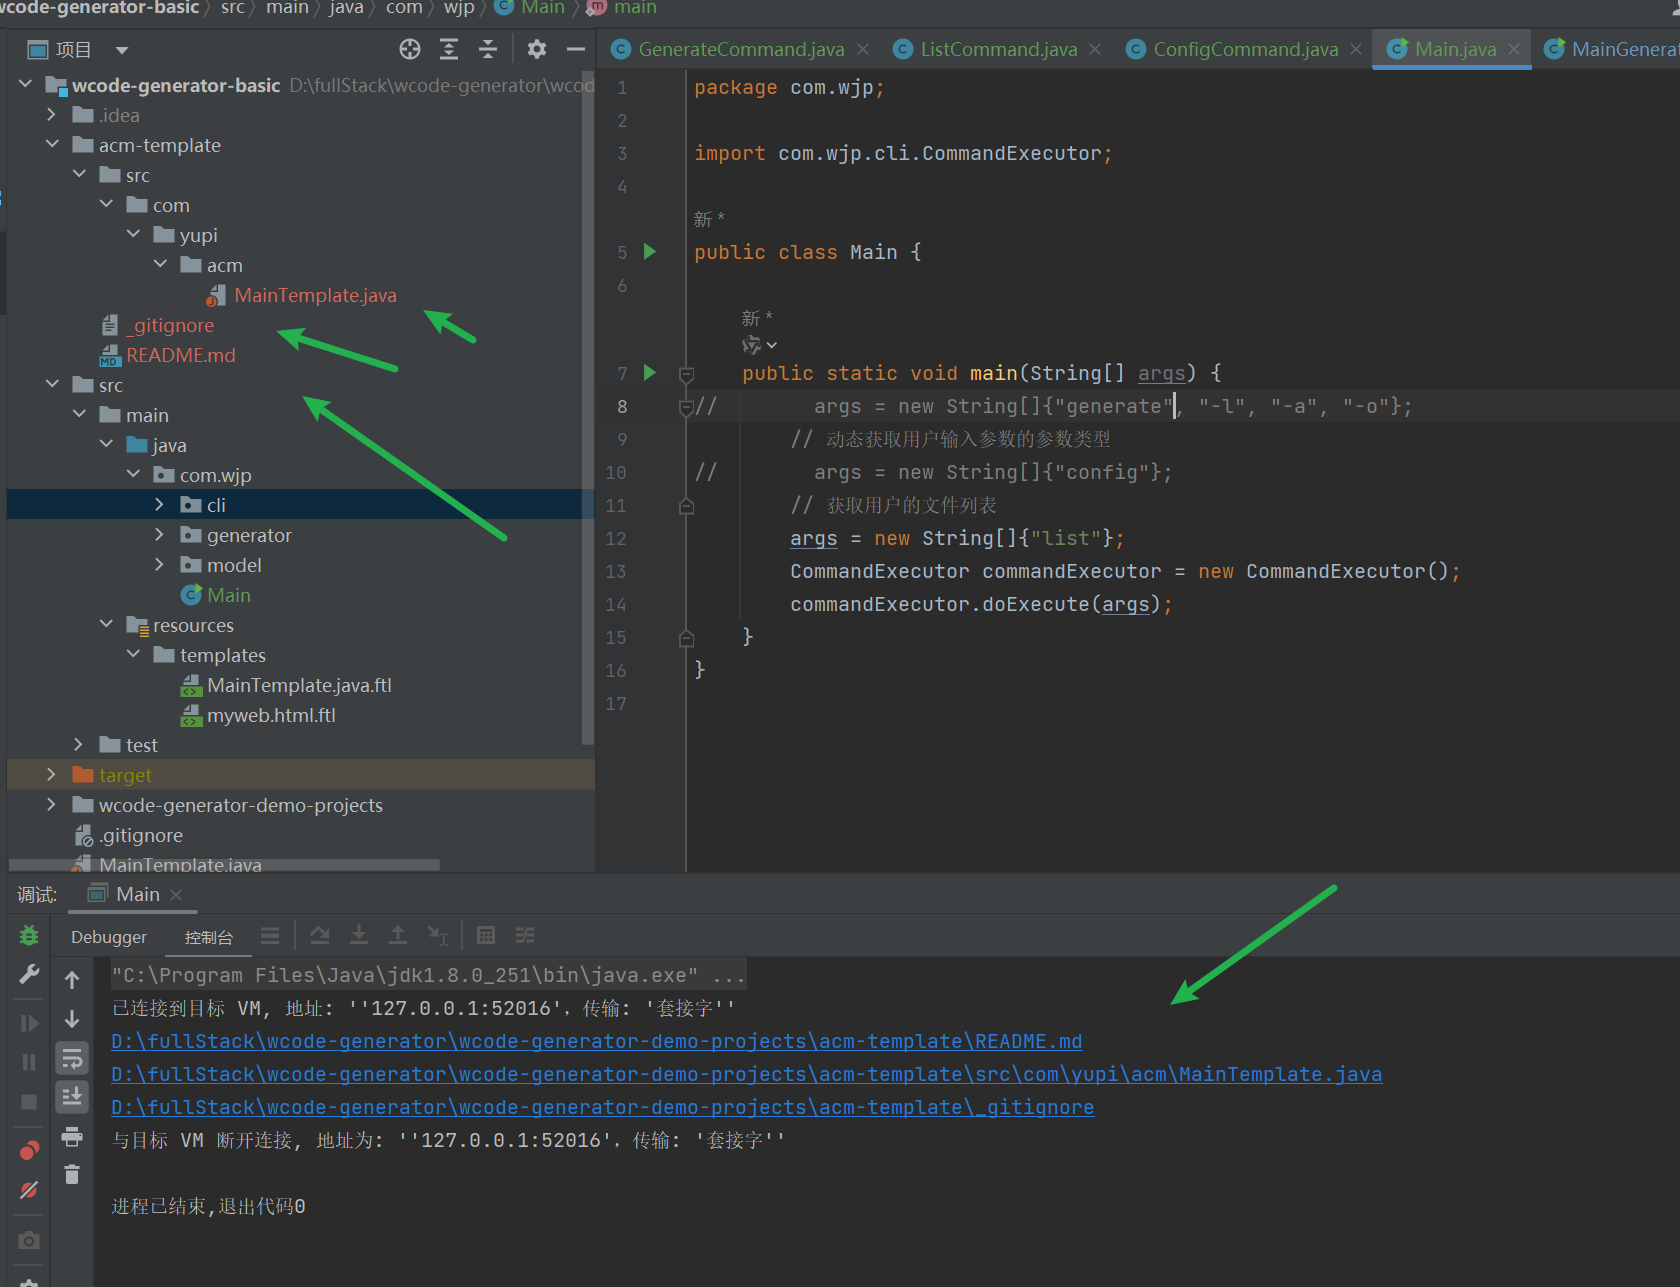 wcode-generator-basic > src > main > java > com > wjp > Main > main
项目
wcode-generator-basic D:\fullStack\wcode-generator\wcod
.idea
acm-template
src
com
yupi
acm
MainTemplate.java
_gitignore
README.md
src
main
java
com.wjp
cli
generator
model
Main
resources
templates
MainTemplate.java.ftl
myweb.html.ftl
test
target
wcode-generator-demo-projects
.gitignore
MainTemplate.java
GenerateCommand.java ListCommand.java ConfigCommand.java Main.java MainGenerat
1 package com.wjp;
2
3 import com.wjp.cli.CommandExecutor;
4
新 *
5 public class Main {
6
新 *
7 public static void main(String[] args) {
8 // args = new String[]{"generate", "-l", "-a", "-o"};
9 // 动态获取用户输入参数的参数类型
10 // args = new String[]{"config"};
11 // 获取用户的文件列表
12 args = new String[]{"list"};
13 CommandExecutor commandExecutor = new CommandExecutor();
14 commandExecutor.doExecute(args);
15 }
16 }
17
调试: Main
Debugger 控制台
"C:\Program Files\Java\jdk1.8.0_251\bin\java.exe" ...
已连接到目标 VM, 地址: ''127.0.0.1:52016', 传输: '套接字''
D:\fullStack\wcode-generator\wcode-generator-demo-projects\acm-template\README.md
D:\fullStack\wcode-generator\wcode-generator-demo-projects\acm-template\src\com\yupi\acm\MainTemplate.java
D:\fullStack\wcode-generator\wcode-generator-demo-projects\acm-template\_gitignore
与目标 VM 断开连接, 地址为: ''127.0.0.1:52016', 传输: '套接字''
进程已结束,退出代码0